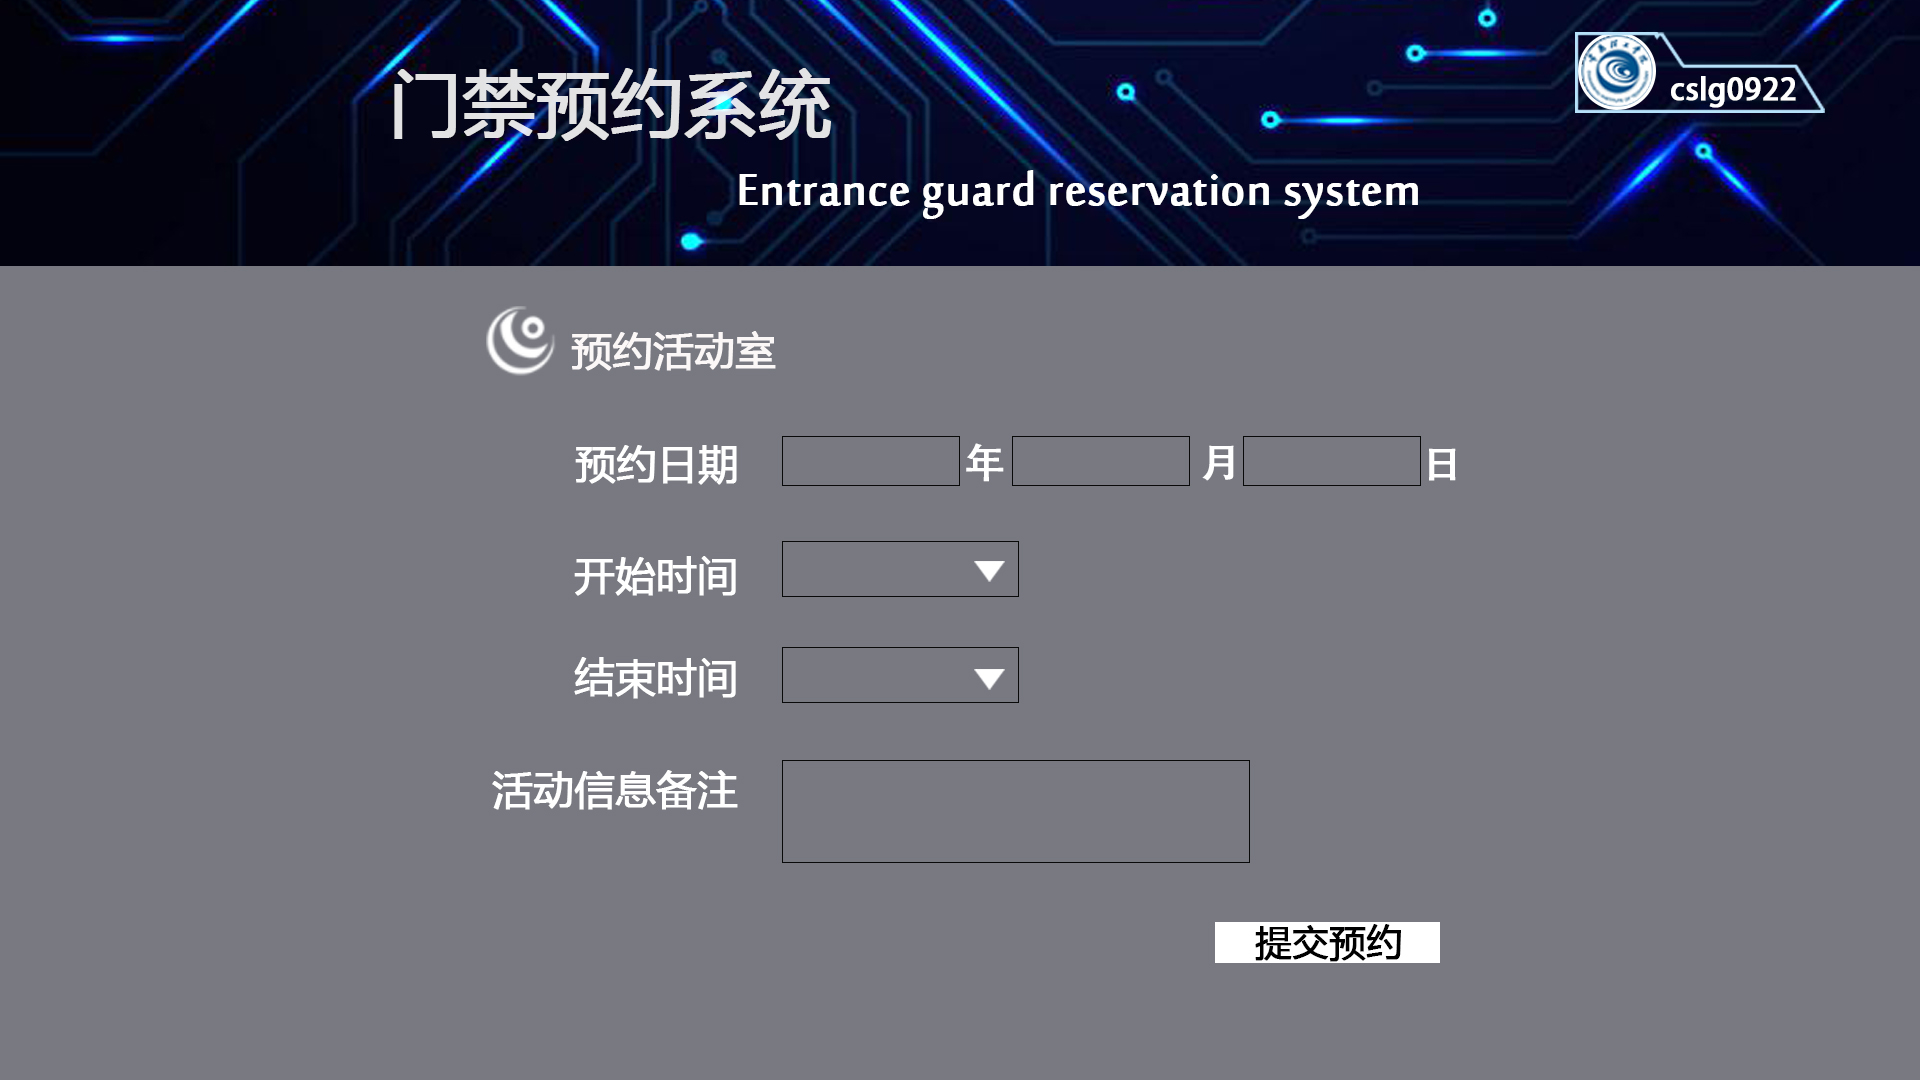 门禁预约系统
cslg0922
Entrance guard reservation system
预约活动室
预约日期 年 月 日
开始时间
结束时间
活动信息备注
提交预约